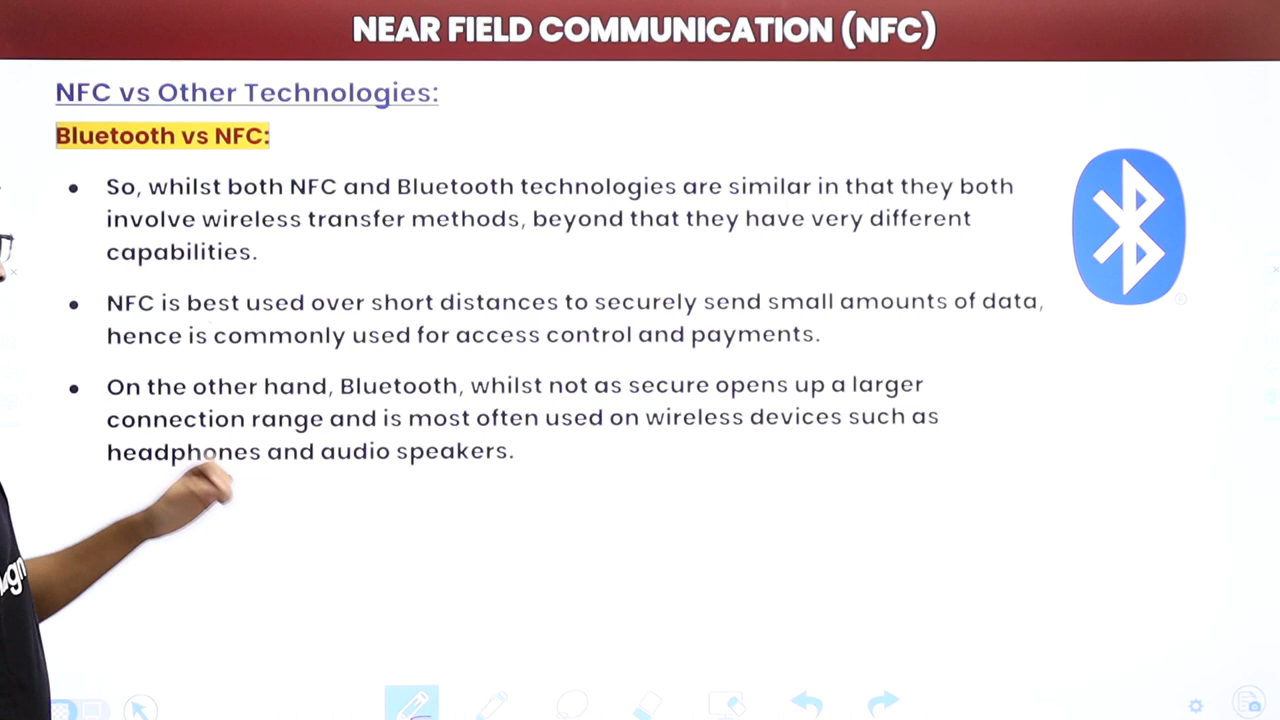 NEAR FIELD COMMUNICATION (NFC)
NFC vs Other Technologies:
Bluetooth vs NFC:
• So, whilst both NFC and Bluetooth technologies are similar in that they both
involve wireless transfer methods, beyond that they have very different
capabilities.
• NFC is best used over short distances to securely send small amounts of data,
hence is commonly used for access control and payments.
• On the other hand, Bluetooth, whilst not as secure opens up a larger
connection range and is most often used on wireless devices such as
headphones and audio speakers.
®